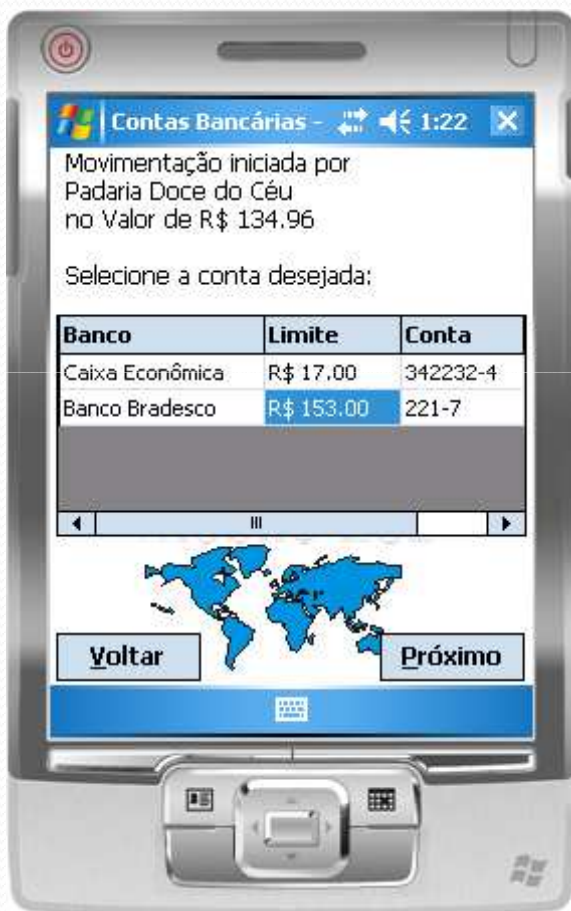 Contas Bancárias - 1:22
Movimentação iniciada por
Padaria Doce do Céu
no Valor de R$ 134.96
Selecione a conta desejada:
Banco Limite Conta
Caixa Econômica R$ 17.00 342232-4
Banco Bradesco R$ 153.00 221-7
Voltar Próximo